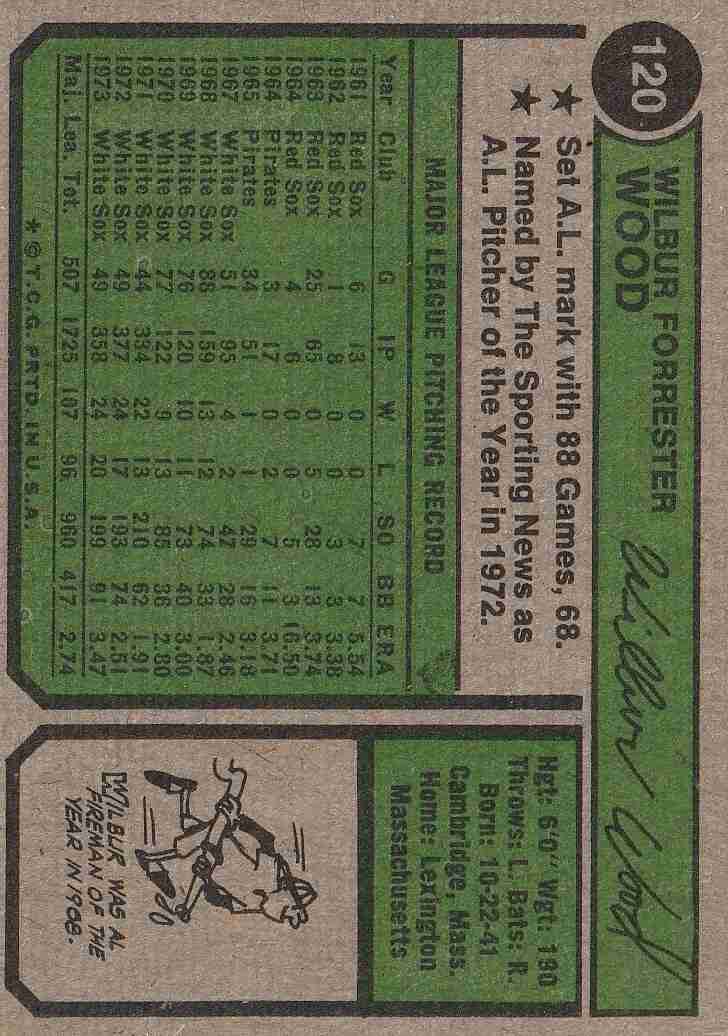 120
WILBUR FORRESTER
WOOD
Wilbur Wood
★ Set A.L. mark with 88 Games, 68.
★ Named by The Sporting News as
A.L. Pitcher of the Year in 1972.
MAJOR LEAGUE PITCHING RECORD
Year Club G IP W L SO BB ERA
1961 Red Sox 6 13 0 0 7 7 5.54
1962 Red Sox 1 8 0 0 3 3 3.38
1963 Red Sox 25 65 0 5 28 13 3.74
1964 Red Sox 4 6 0 0 5 3 16.50
1964 Pirates 3 17 0 2 7 11 3.71
1965 Pirates 34 51 1 1 29 16 3.18
1967 White Sox 51 95 4 2 47 28 2.46
1968 White Sox 88 159 13 12 74 33 1.87
1969 White Sox 76 120 10 11 73 40 3.00
1970 White Sox 77 122 9 13 85 36 2.80
1971 White Sox 44 334 22 13 210 62 1.91
1972 White Sox 49 377 24 17 193 74 2.51
1973 White Sox 49 358 24 20 199 91 3.47
Maj. Lea. Tot. 507 1725 107 96 960 417 2.74
* © T.C.G. PRTD. IN U.S.A.
Hgt: 6'0" Wgt: 180
Throws: L. Bats: R.
Born: 10-22-41
Cambridge, Mass.
Home: Lexington
Massachusetts
WILBUR WAS AL
FIREMAN OF THE
YEAR IN 1968.